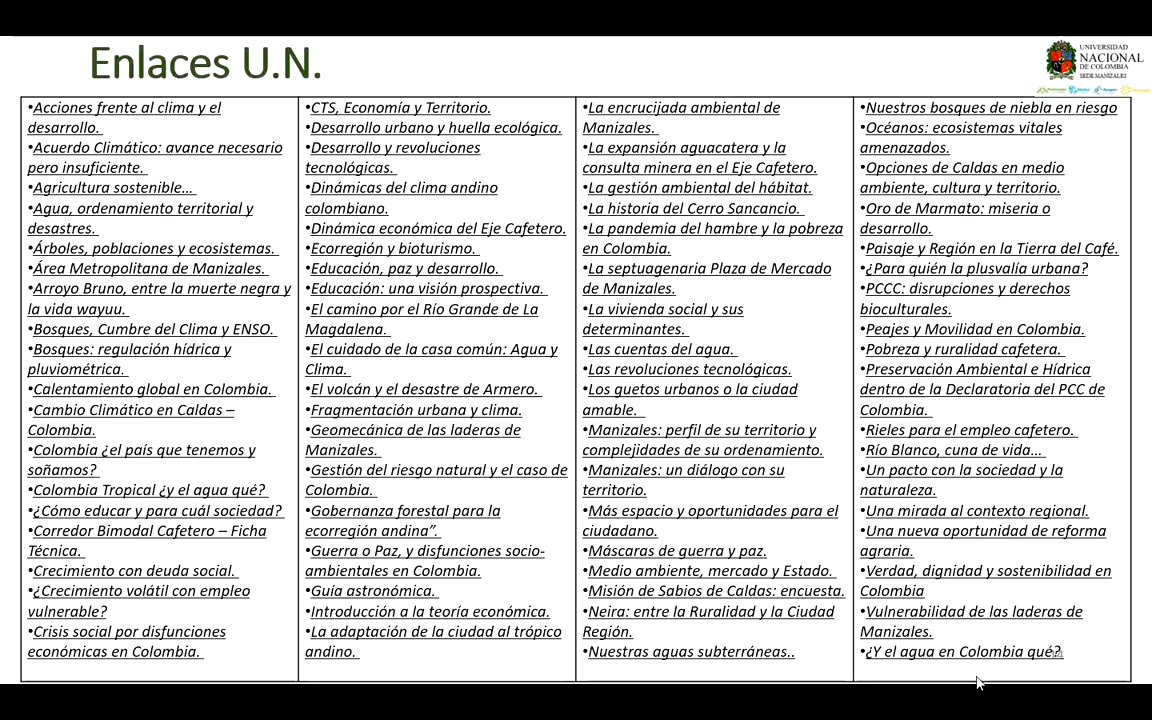 Enlaces U.N.
UNIVERSIDAD
NACIONAL
DE COLOMBIA
SEDE MANIZALES
•Acciones frente al clima y el
desarrollo.
•Acuerdo Climático: avance necesario
pero insuficiente.
•Agricultura sostenible…
•Agua, ordenamiento territorial y
desastres.
•Árboles, poblaciones y ecosistemas.
•Área Metropolitana de Manizales.
•Arroyo Bruno, entre la muerte negra y
la vida wayuu.
•Bosques, Cumbre del Clima y ENSO.
•Bosques: regulación hídrica y
pluviométrica.
•Calentamiento global en Colombia.
•Cambio Climático en Caldas –
Colombia.
•Colombia ¿el país que tenemos y
soñamos?
•Colombia Tropical ¿y el agua qué?
•¿Cómo educar y para cuál sociedad?
•Corredor Bimodal Cafetero – Ficha
Técnica.
•Crecimiento con deuda social.
•¿Crecimiento volátil con empleo
vulnerable?
•Crisis social por disfunciones
económicas en Colombia.
•CTS, Economía y Territorio.
•Desarrollo urbano y huella ecológica.
•Desarrollo y revoluciones
tecnológicas.
•Dinámicas del clima andino
colombiano.
•Dinámica económica del Eje Cafetero.
•Ecorregión y bioturismo.
•Educación, paz y desarrollo.
•Educación: una visión prospectiva.
•El camino por el Río Grande de La
Magdalena.
•El cuidado de la casa común: Agua y
Clima.
•El volcán y el desastre de Armero.
•Fragmentación urbana y clima.
•Geomecánica de las laderas de
Manizales.
•Gestión del riesgo natural y el caso de
Colombia.
•Gobernanza forestal para la
ecorregión andina”.
•Guerra o Paz, y disfunciones socio-
ambientales en Colombia.
•Guía astronómica.
•Introducción a la teoría económica.
•La adaptación de la ciudad al trópico
andino.
•La encrucijada ambiental de
Manizales.
•La expansión aguacatera y la
consulta minera en el Eje Cafetero.
•La gestión ambiental del hábitat.
•La historia del Cerro Sancancio.
•La pandemia del hambre y la pobreza
en Colombia.
•La septuagenaria Plaza de Mercado
de Manizales.
•La vivienda social y sus
determinantes.
•Las cuentas del agua.
•Las revoluciones tecnológicas.
•Los guetos urbanos o la ciudad
amable.
•Manizales: perfil de su territorio y
complejidades de su ordenamiento.
•Manizales: un diálogo con su
territorio.
•Más espacio y oportunidades para el
ciudadano.
•Máscaras de guerra y paz.
•Medio ambiente, mercado y Estado.
•Misión de Sabios de Caldas: encuesta.
•Neira: entre la Ruralidad y la Ciudad
Región.
•Nuestras aguas subterráneas..
•Nuestros bosques de niebla en riesgo
•Océanos: ecosistemas vitales
amenazados.
•Opciones de Caldas en medio
ambiente, cultura y territorio.
•Oro de Marmato: miseria o
desarrollo.
•Paisaje y Región en la Tierra del Café.
•¿Para quién la plusvalía urbana?
•PCCC: disrupciones y derechos
bioculturales.
•Peajes y Movilidad en Colombia.
•Pobreza y ruralidad cafetera.
•Preservación Ambiental e Hídrica
dentro de la Declaratoria del PCC de
Colombia.
•Rieles para el empleo cafetero.
•Río Blanco, cuna de vida…
•Un pacto con la sociedad y la
naturaleza.
•Una mirada al contexto regional.
•Una nueva oportunidad de reforma
agraria.
•Verdad, dignidad y sostenibilidad en
Colombia
•Vulnerabilidad de las laderas de
Manizales.
•¿Y el agua en Colombia qué?